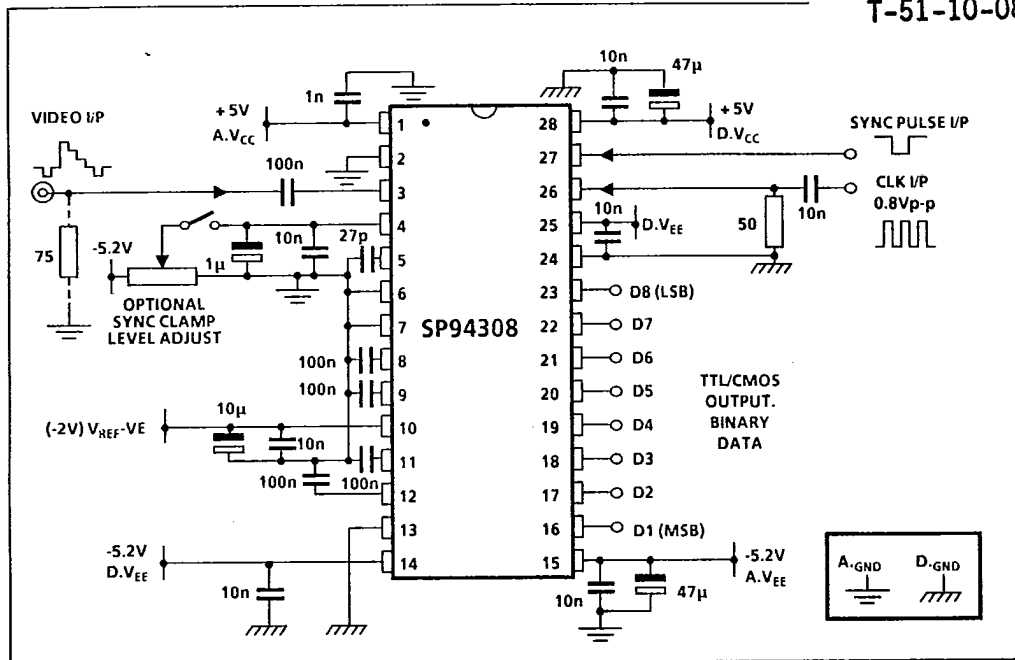 T-51-10-08
VIDEO I/P
+5V
A.VCC
1n
100n
-5.2V
75
1µ
10n
27p
OPTIONAL
SYNC CLAMP
LEVEL ADJUST
100n
100n
(-2V) VREF-VE
10µ
10n
100n
100n
-5.2V
D.VEE
10n
1
2
3
4
5
6
7
8
9
10
11
12
13
14
SP94308
28
27
26
25
24
23
22
21
20
19
18
17
16
15
10n
47µ
+5V
D.VCC
SYNC PULSE I/P
CLK I/P
0.8Vp-p
10n
50
10n
D.VEE
D8 (LSB)
D7
D6
D5
D4
D3
D2
D1 (MSB)
TTL/CMOS
OUTPUT.
BINARY
DATA
-5.2V
A.VEE
10n
47µ
A.GND
D.GND